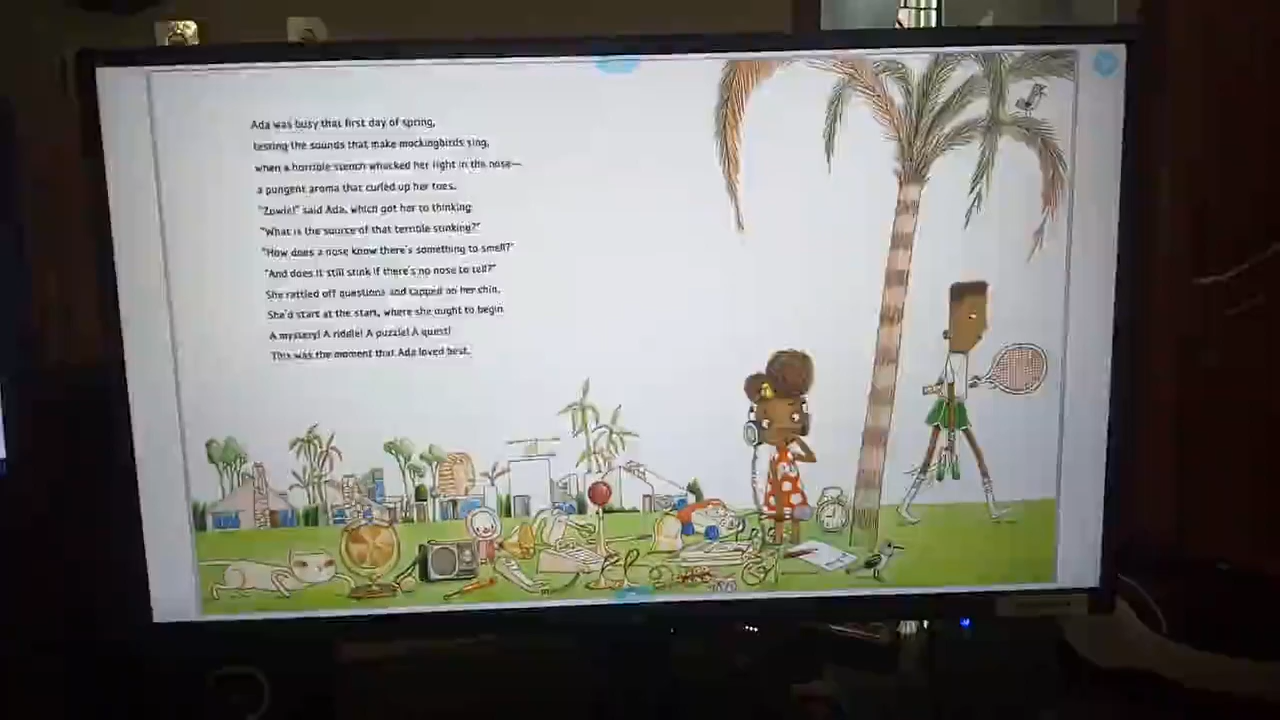 Ada was busy that first day of spring,
testing the sounds that make mockingbirds sing,
when a horrible stench whacked her right in the nose—
a pungent aroma that curled up her toes.
"Zowie!" said Ada, which got her to thinking:
"What is the source of that terrible stinking?"
"How does a nose know there's something to smell?"
"And does it still stink if there's no nose to tell?"
She rattled off questions and tapped on her chin.
She'd start at the start, where she ought to begin.
A mystery! A riddle! A puzzle! A quest!
This was the moment that Ada loved best.